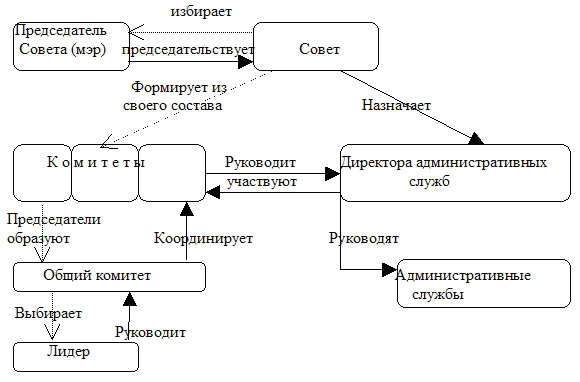 избирает
Председатель
Совета (мэр)
председательствует
Совет
Формирует из
своего состава
Назначает
К о м и т е т ы
Руководит
участвуют
Директора административных
служб
Председатели
образуют
Координирует
Руководят
Общий комитет
Административные
службы
Выбирает
Руководит
Лидер